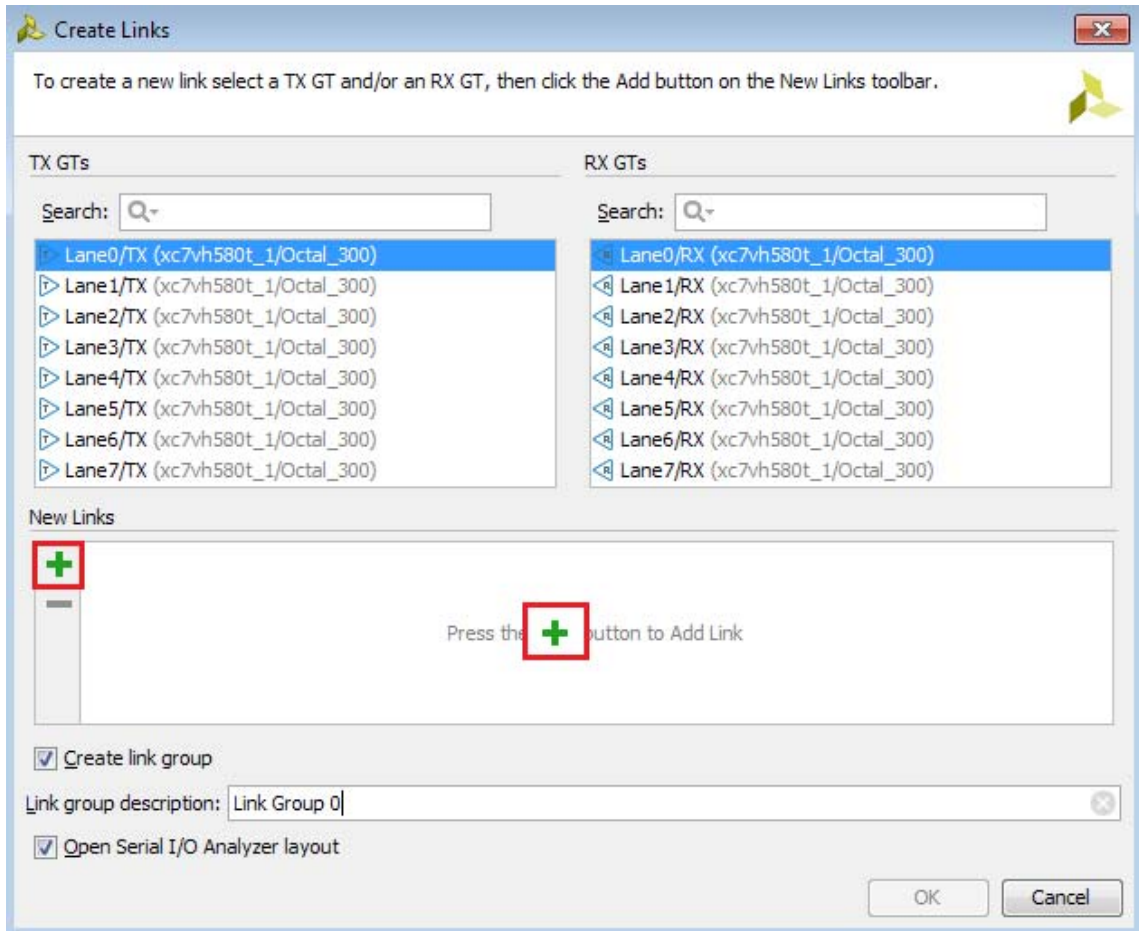 Create Links
To create a new link select a TX GT and/or an RX GT, then click the Add button on the New Links toolbar.
TX GTs
Search:
Lane0/TX (xc7vh580t_1/Octal_300)
Lane1/TX (xc7vh580t_1/Octal_300)
Lane2/TX (xc7vh580t_1/Octal_300)
Lane3/TX (xc7vh580t_1/Octal_300)
Lane4/TX (xc7vh580t_1/Octal_300)
Lane5/TX (xc7vh580t_1/Octal_300)
Lane6/TX (xc7vh580t_1/Octal_300)
Lane7/TX (xc7vh580t_1/Octal_300)
RX GTs
Search:
Lane0/RX (xc7vh580t_1/Octal_300)
Lane1/RX (xc7vh580t_1/Octal_300)
Lane2/RX (xc7vh580t_1/Octal_300)
Lane3/RX (xc7vh580t_1/Octal_300)
Lane4/RX (xc7vh580t_1/Octal_300)
Lane5/RX (xc7vh580t_1/Octal_300)
Lane6/RX (xc7vh580t_1/Octal_300)
Lane7/RX (xc7vh580t_1/Octal_300)
New Links
Press the + button to Add Link
Create link group
Link group description: Link Group 0
Open Serial I/O Analyzer layout
OK
Cancel